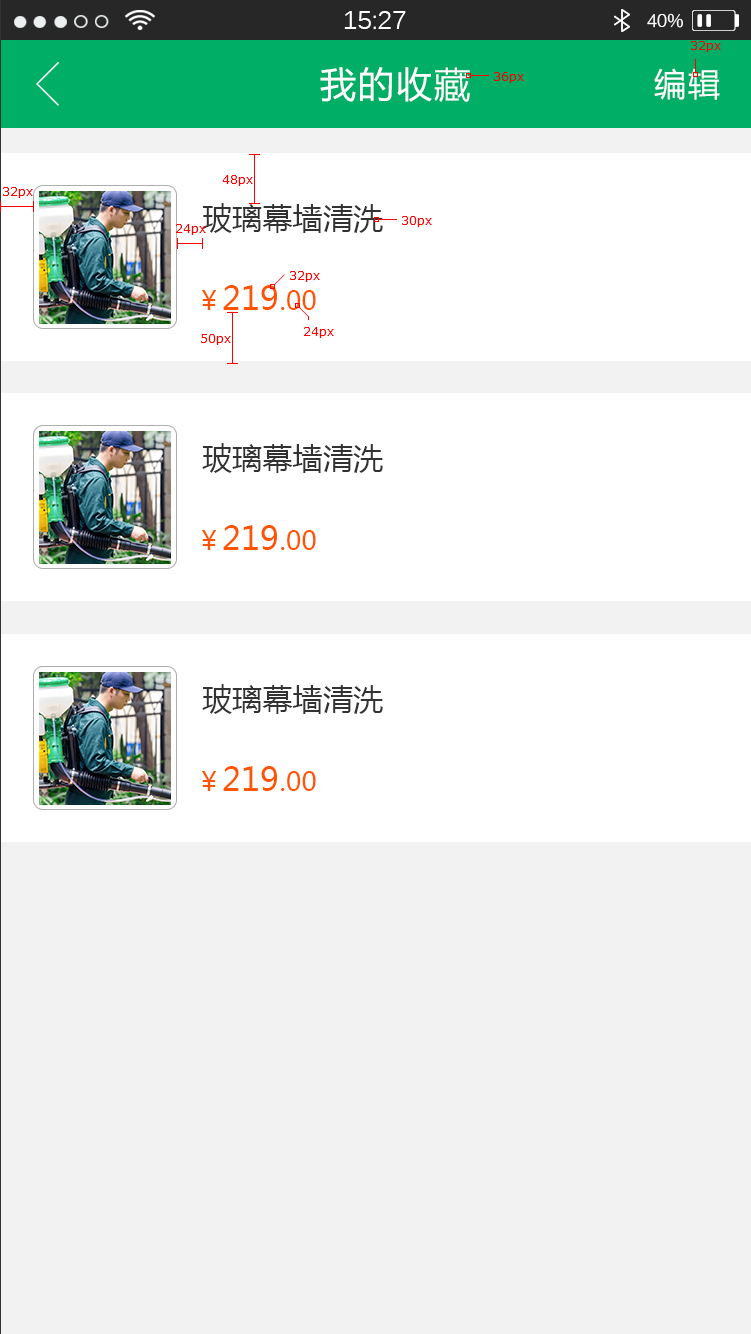 15:27
40%
32px
我的收藏
36px
编辑
48px
32px
玻璃幕墙清洗
30px
24px
32px
¥ 219.00
24px
50px
玻璃幕墙清洗
¥ 219.00
玻璃幕墙清洗
¥ 219.00